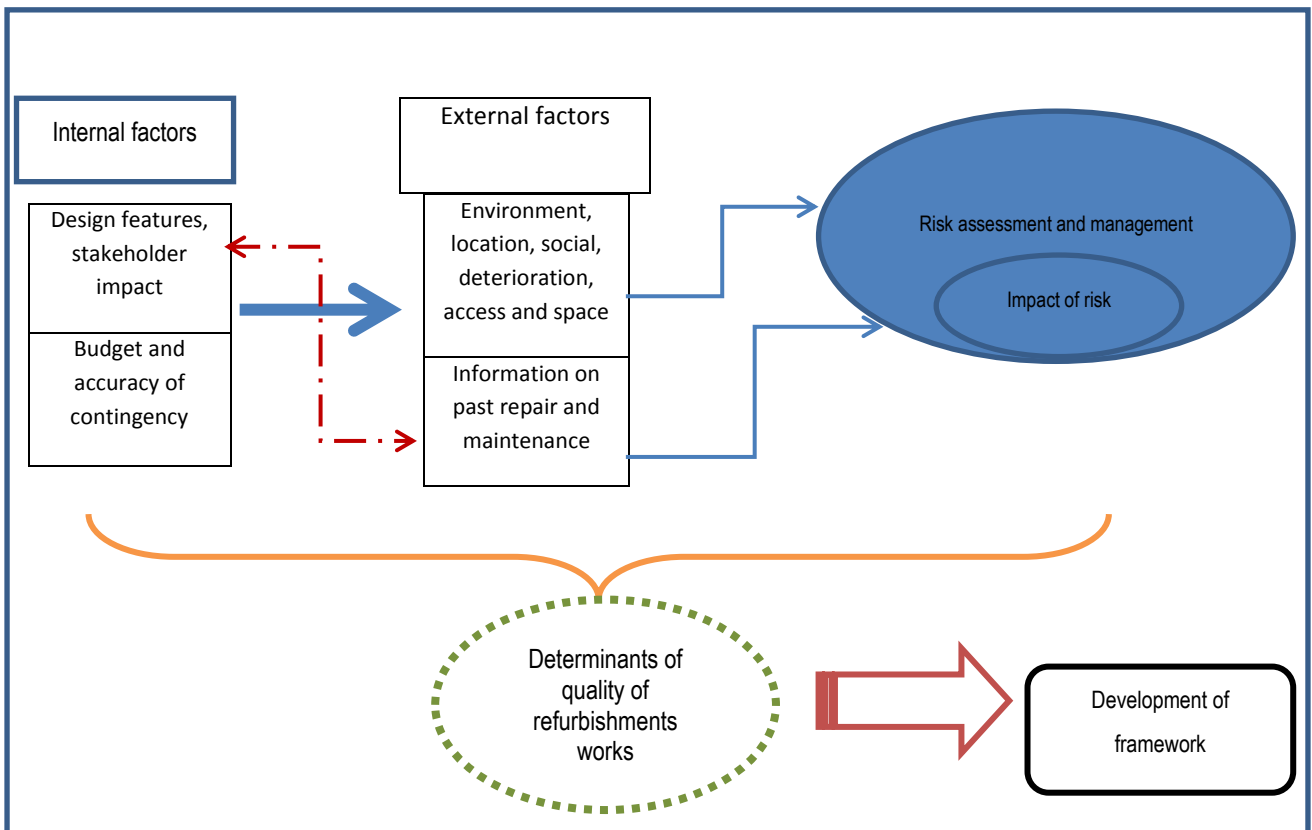 Internal factors
Design features,
stakeholder
impact
Budget and
accuracy of
contingency
External factors
Environment,
location, social,
deterioration,
access and space
Information on
past repair and
maintenance
Risk assessment and management
Impact of risk
Determinants of
quality of
refurbishments
works
Development of
framework